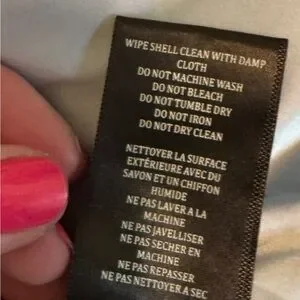 WIPE SHELL CLEAN WITH DAMP
CLOTH
DO NOT MACHINE WASH
DO NOT BLEACH
DO NOT TUMBLE DRY
DO NOT IRON
DO NOT DRY CLEAN
NETTOYER LA SURFACE
EXTÉRIEURE AVEC DU
SAVON ET UN CHIFFON
HUMIDE
NE PAS LAVER A LA
MACHINE
NE PAS JAVELLISER
NE PAS SECHER EN
MACHINE
NE PAS REPASSER
NE PAS NETTOYER A SEC